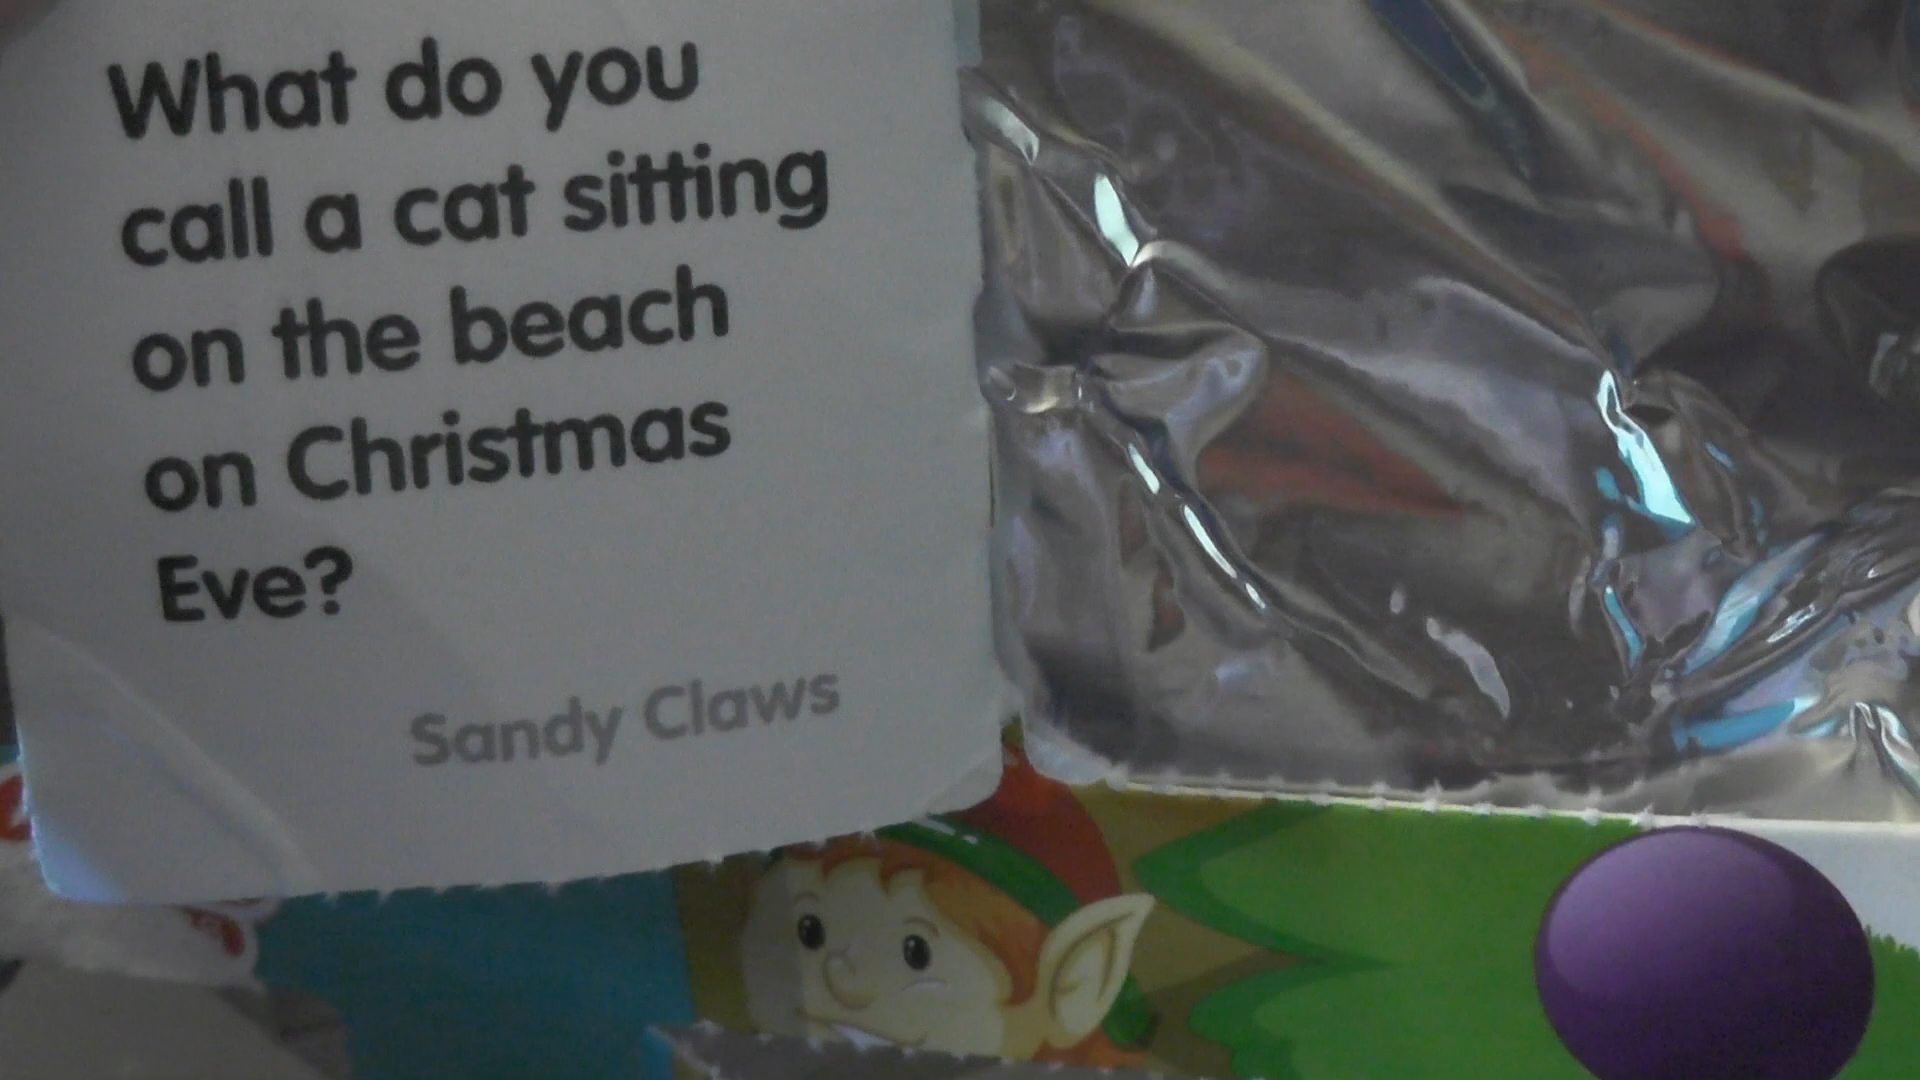 What do you
call a cat sitting
on the beach
on Christmas
Eve?
Sandy Claws